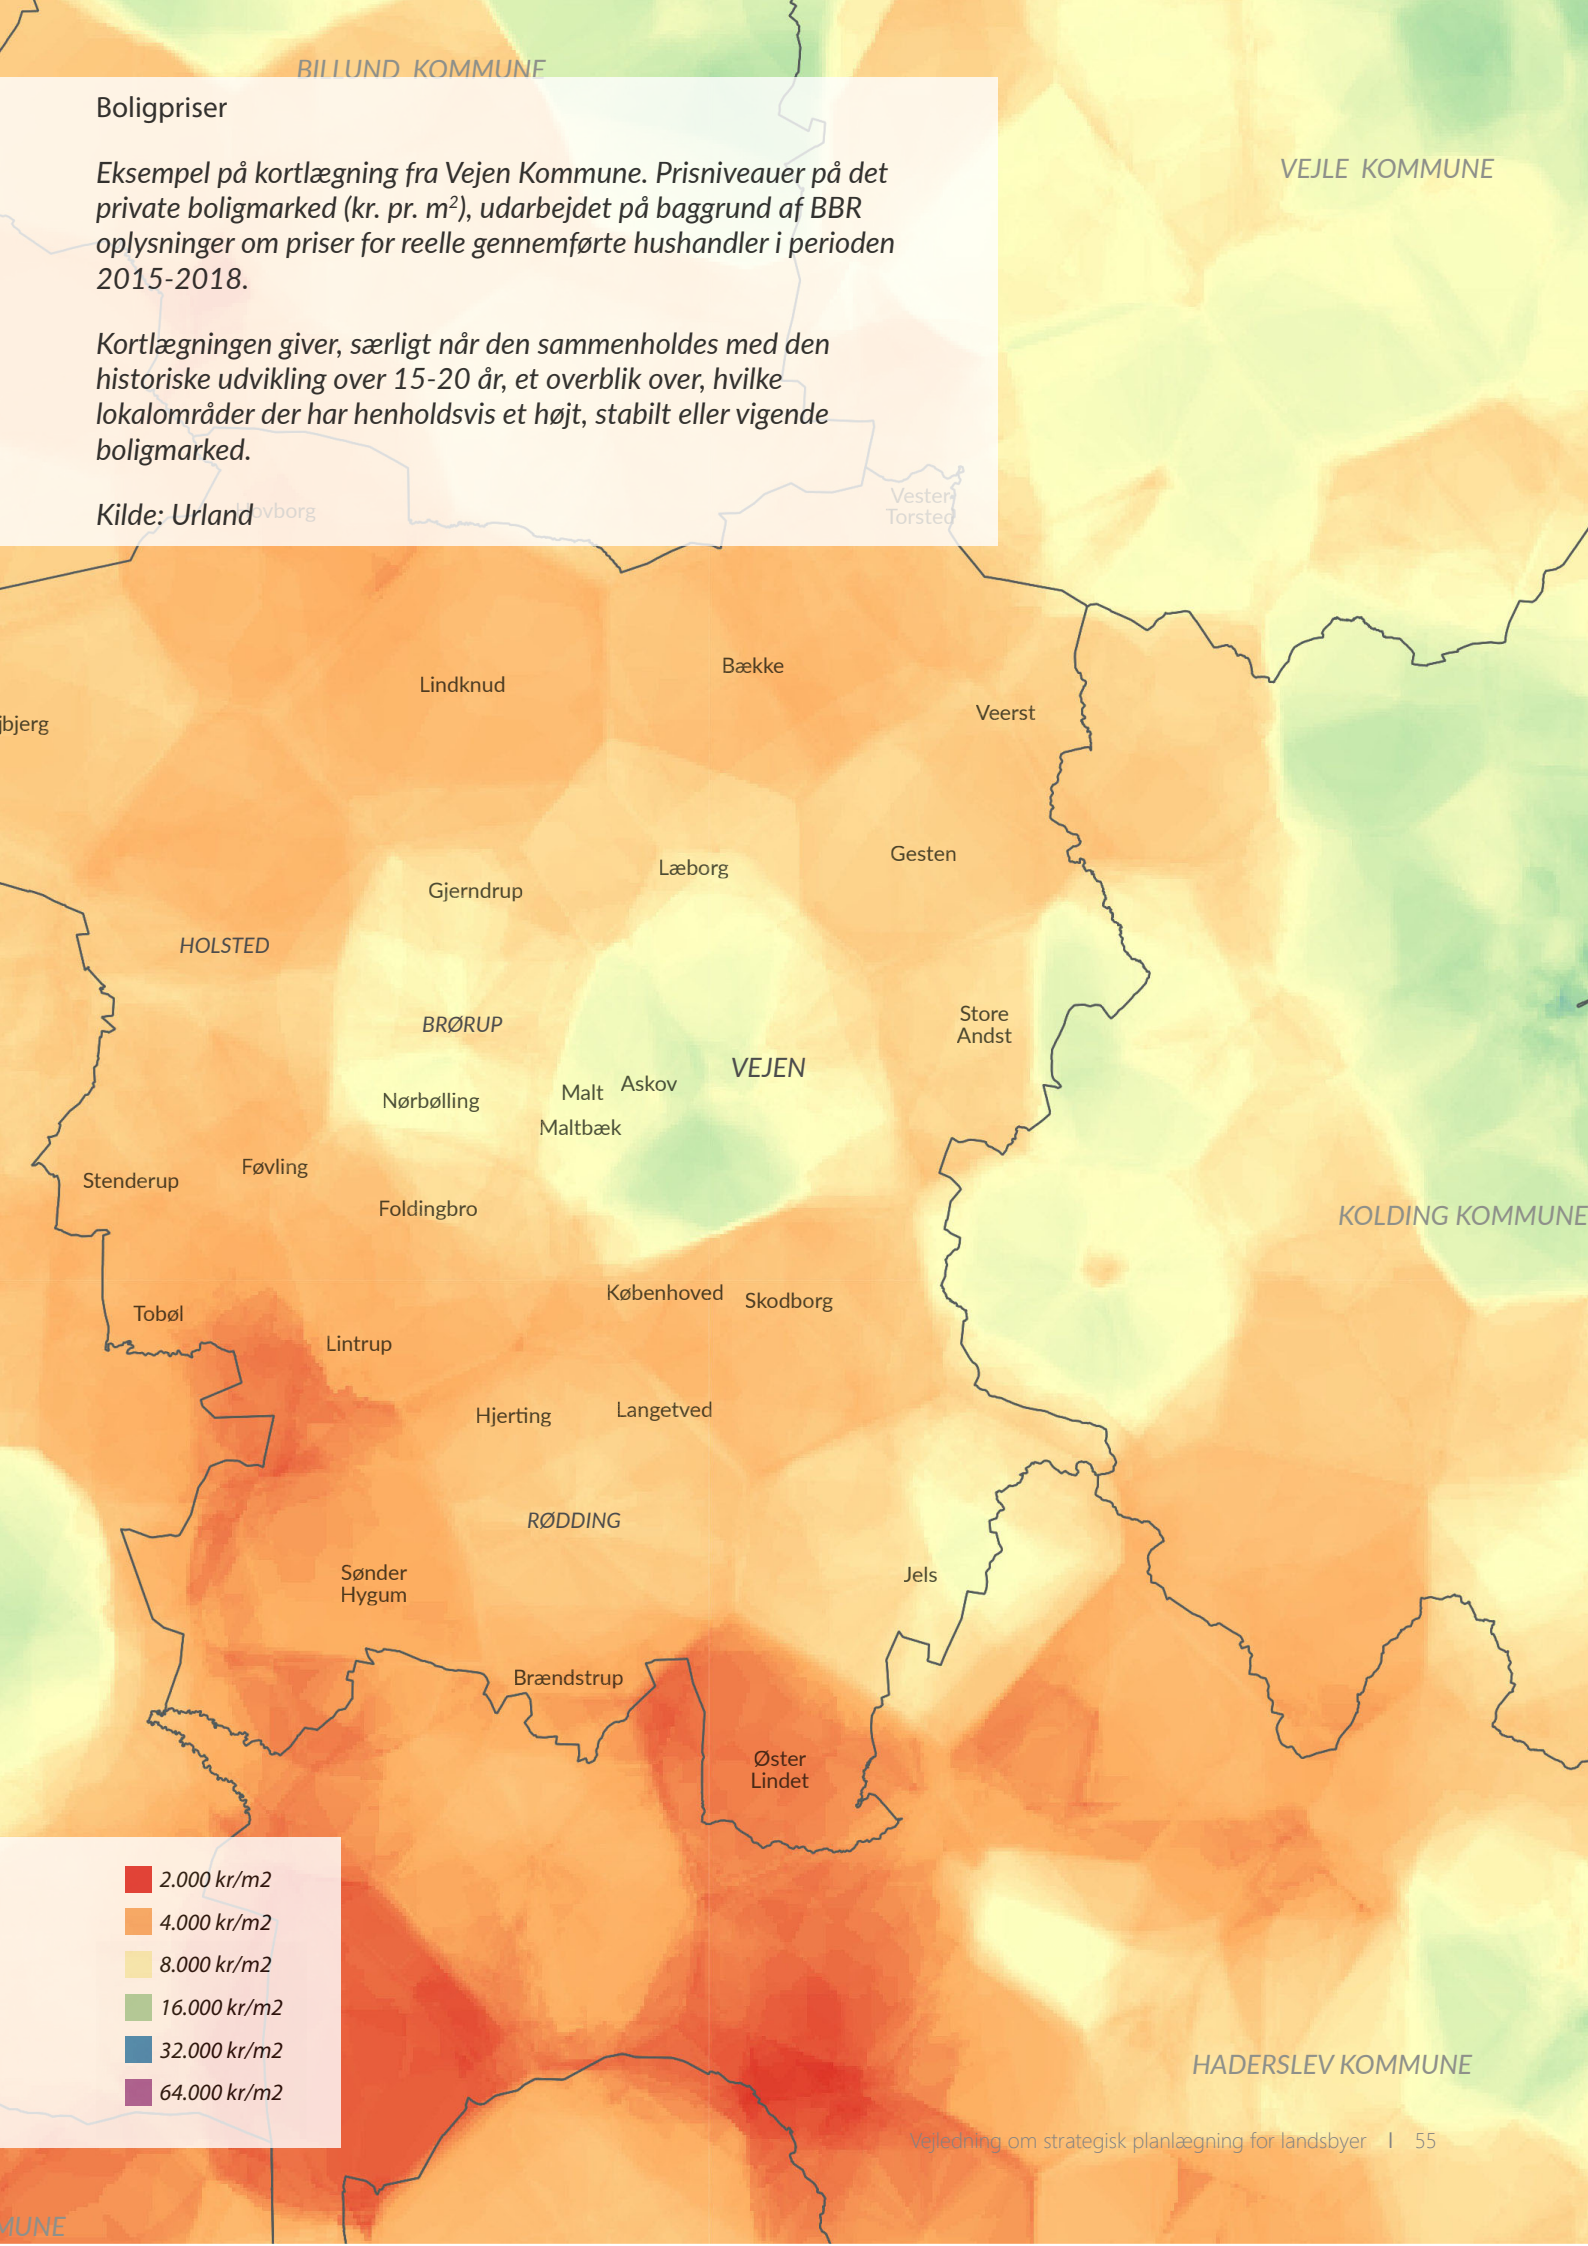 BILLUND KOMMUNE
Boligpriser
Eksempel på kortlægning fra Vejen Kommune. Prisniveauer på det
private boligmarked (kr. pr. m²), udarbejdet på baggrund af BBR
oplysninger om priser for reelle gennemførte hushandler i perioden
2015-2018.
Kortlægningen giver, særligt når den sammenholdes med den
historiske udvikling over 15-20 år, et overblik over, hvilke
lokalområder der har henholdsvis et højt, stabilt eller vigende
boligmarked.
Kilde: Urland
VEJLE KOMMUNE
Vester
Torsted
Lindknud
Bække
Veerst
jbjerg
Gesten
Læborg
Gjerndrup
HOLSTED
BRØRUP
Store
Andst
VEJEN
Askov
Malt
Nørbølling
Maltbæk
Føvling
Stenderup
Foldingbro
KOLDING KOMMUNE
Københoved
Skodborg
Tobøl
Lintrup
Hjerting
Langetved
RØDDING
Sønder
Hygum
Jels
Brændstrup
Øster
Lindet
2.000 kr/m2
4.000 kr/m2
8.000 kr/m2
16.000 kr/m2
32.000 kr/m2
64.000 kr/m2
HADERSLEV KOMMUNE
Vejledning om strategisk planlægning for landsbyer I 55
MUNE